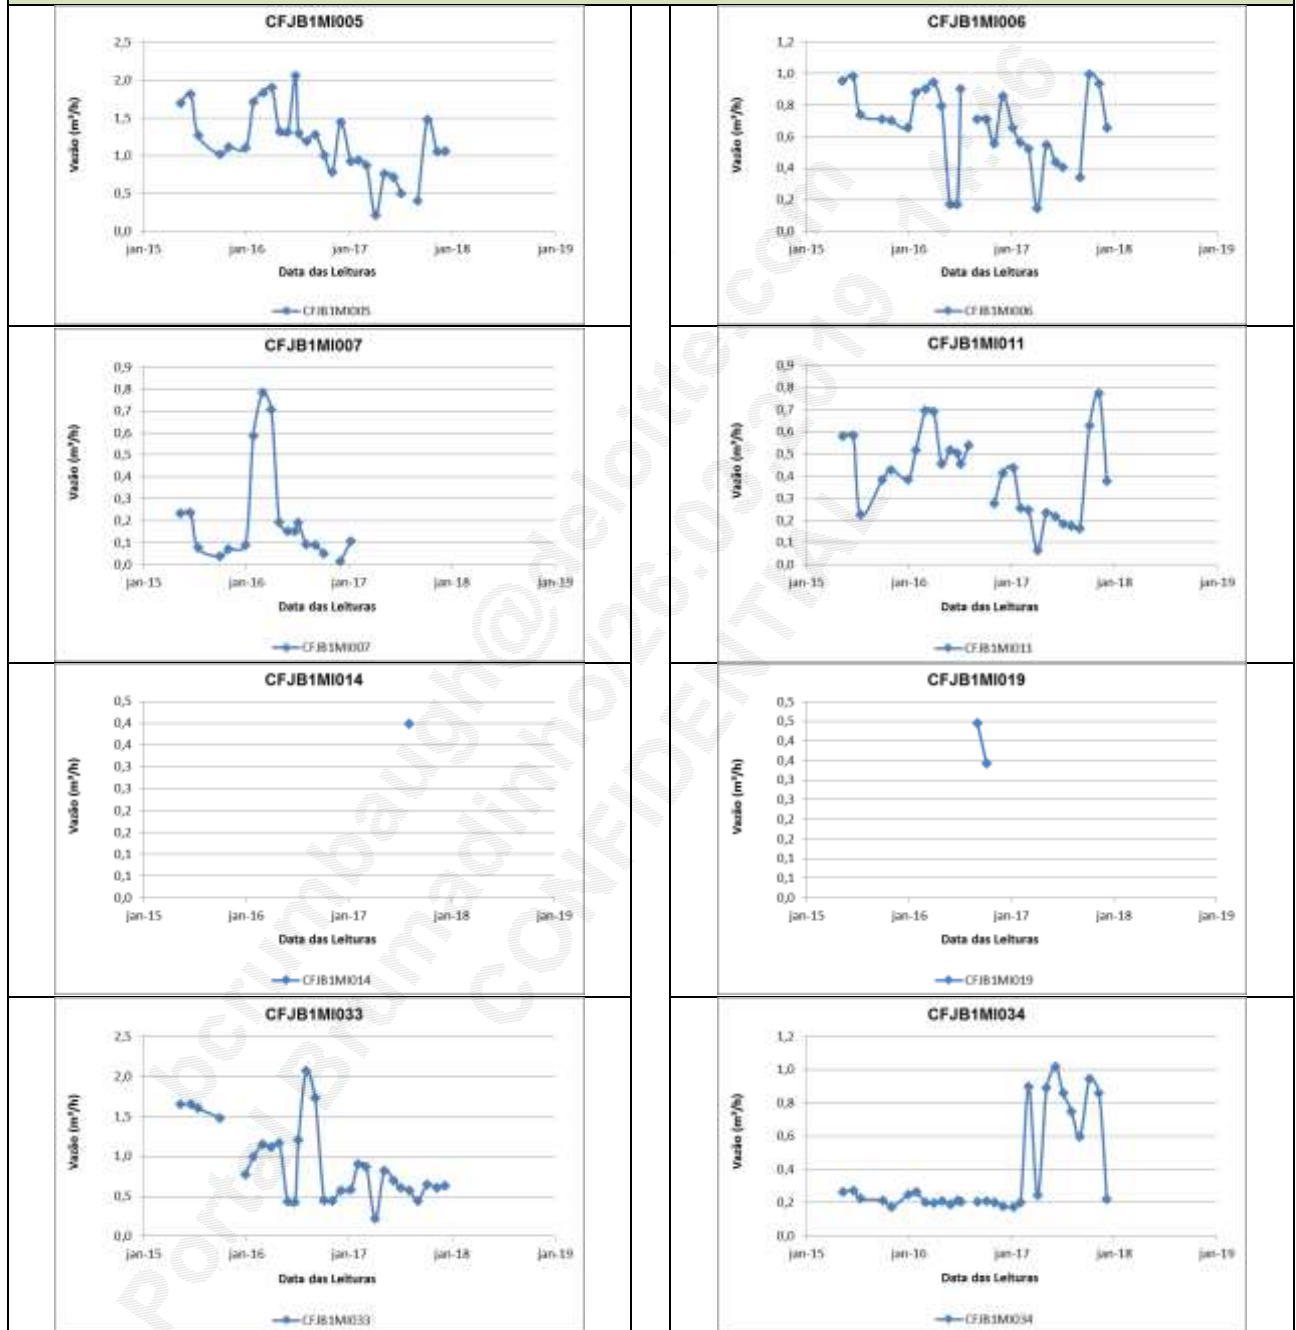 CFJB1MI005
2,5
2,0
1,5
1,0
0,5
0,0
Vazão (m³/h)
jan-15 jan-16 jan-17 jan-18 jan-19
Data das Leituras
CFJB1MI005
CFJB1MI006
1,2
1,0
0,8
0,6
0,4
0,2
0,0
Vazão (m³/h)
jan-15 jan-16 jan-17 jan-18 jan-19
Data das Leituras
CFJB1MI006
CFJB1MI007
0,9
0,8
0,7
0,6
0,5
0,4
0,3
0,2
0,1
0,0
Vazão (m³/h)
jan-15 jan-16 jan-17 jan-18 jan-19
Data das Leituras
CFJB1MI007
CFJB1MI011
0,9
0,8
0,7
0,6
0,5
0,4
0,3
0,2
0,1
0,0
Vazão (m³/h)
jan-15 jan-16 jan-17 jan-18 jan-19
Data das Leituras
CFJB1MI011
CFJB1MI014
0,5
0,4
0,4
0,3
0,3
0,2
0,2
0,1
0,1
0,0
Vazão (m³/h)
jan-15 jan-16 jan-17 jan-18 jan-19
Data das Leituras
CFJB1MI014
CFJB1MI019
0,5
0,5
0,4
0,4
0,3
0,3
0,2
0,2
0,1
0,1
0,0
Vazão (m³/h)
jan-15 jan-16 jan-17 jan-18 jan-19
Data das Leituras
CFJB1MI019
CFJB1MI033
2,5
2,0
1,5
1,0
0,5
0,0
Vazão (m³/h)
jan-15 jan-16 jan-17 jan-18 jan-19
Data das Leituras
CFJB1MI033
CFJB1MI034
1,2
1,0
0,8
0,6
0,4
0,2
0,0
Vazão (m³/h)
jan-15 jan-16 jan-17 jan-18 jan-19
Data das Leituras
CFJB1MI034
bcrumbaugh@deloitte.com
Portal Brumadinho/26:03:2019 14:46
CONFIDENTIAL